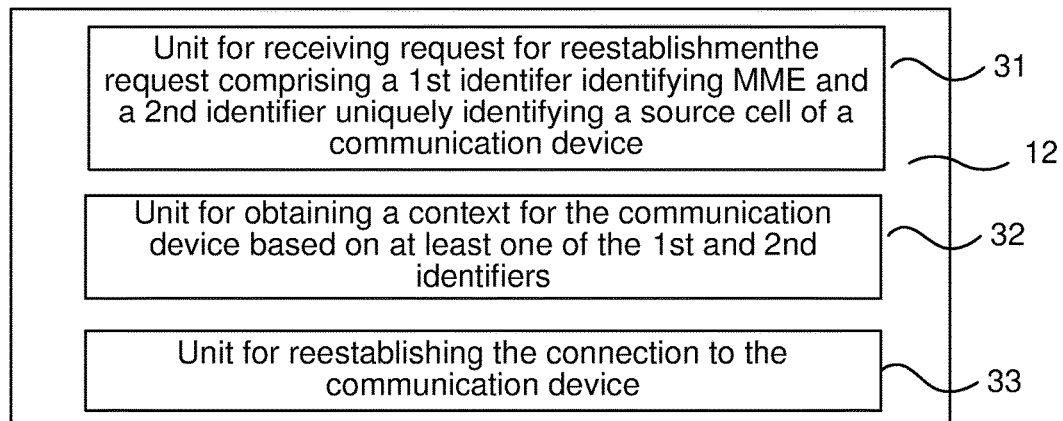 Unit for receiving request for reestablishmenthe
request comprising a 1st identifer identifying MME and
a 2nd identifier uniquely identifying a source cell of a
communication device
31
12
Unit for obtaining a context for the communication
device based on at least one of the 1st and 2nd
identifiers
32
Unit for reestablishing the connection to the
communication device
33